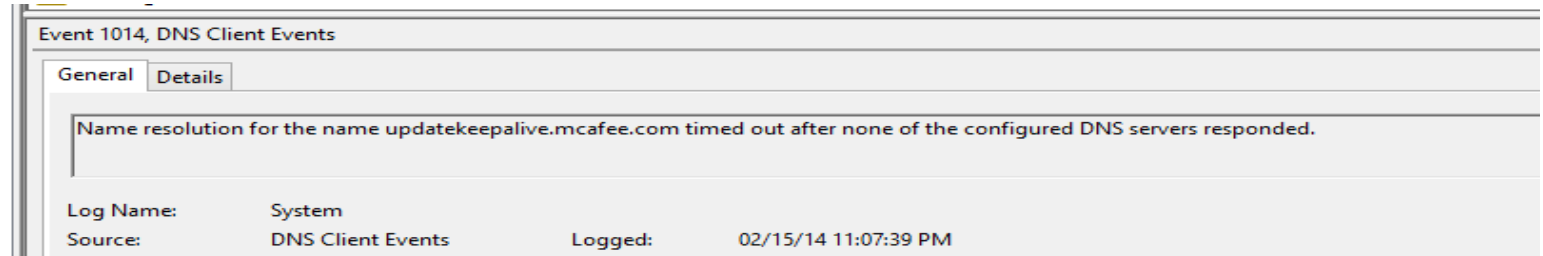 Event 1014, DNS Client Events
General Details
Name resolution for the name updatekeepalive.mcafee.com timed out after none of the configured DNS servers responded.
Log Name: System
Source: DNS Client Events Logged: 02/15/14 11:07:39 PM